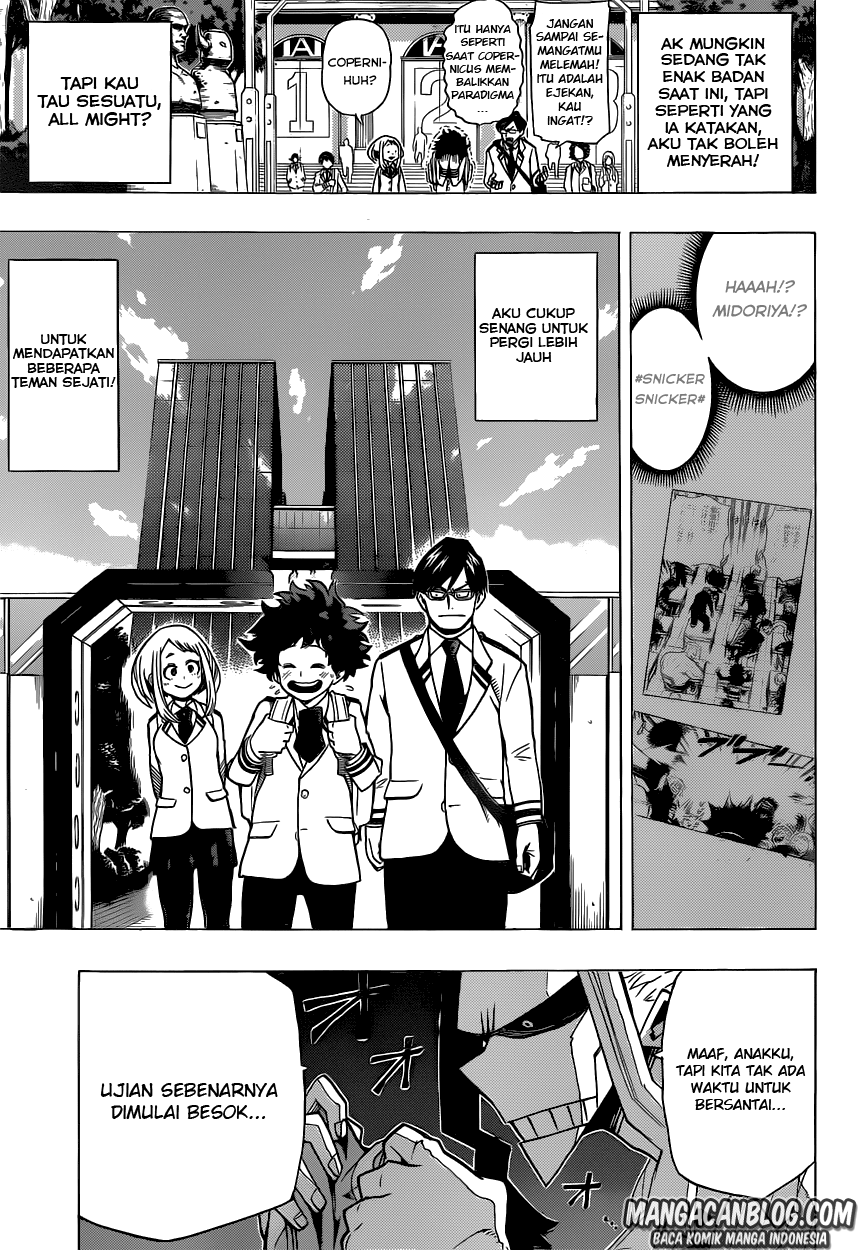 AK MUNGKIN
SEDANG TAK
ENAK BADAN
SAAT INI, TAPI
SEPERTI YANG
IA KATAKAN,
AKU TAK BOLEH
MENYERAH!
JANGAN
SAMPAI SE-
MANGATMU
MELEMAH!
ITU ADALAH
EJEKAN,
KAU
INGAT!?
ITU HANYA
SEPERTI
SAAT COPER-
NICUS MEM-
BALIKKAN
PARADIGMA
...
COPERNI-
HUH?
TAPI KAU
TAU SESUATU,
ALL MIGHT?
1
2
HAAAH!?
MIDORIYA!?
#SNICKER
SNICKER#
AKU CUKUP
SENANG UNTUK
PERGI LEBIH
JAUH
UNTUK
MENDAPATKAN
BEBERAPA
TEMAN SEJATI!
MAAF, ANAKKU,
TAPI KITA TAK ADA
WAKTU UNTUK
BERSANTAI...
UJIAN SEBENARNYA
DIMULAI BESOK...
MANGACANBLOG.COM
BACA KOMIK MANGA INDONESIA